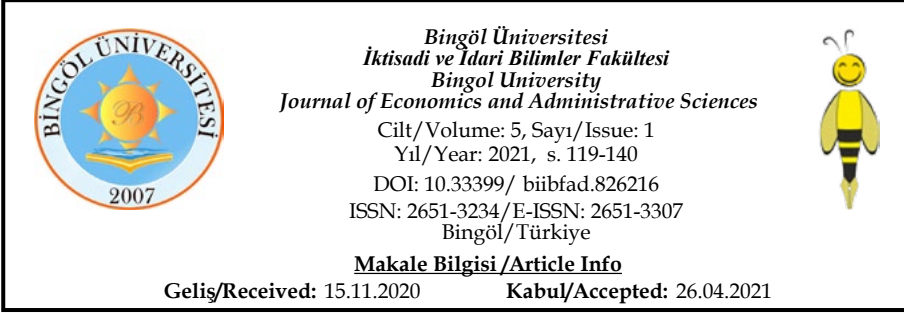 BİNGÖL ÜNİVERSİTESİ
B
2007
Bingöl Üniversitesi
İktisadi ve İdari Bilimler Fakültesi
Bingol University
Journal of Economics and Administrative Sciences
Cilt/Volume: 5, Sayı/Issue: 1
Yıl/Year: 2021, s. 119-140
DOI: 10.33399/ biibfad.826216
ISSN: 2651-3234/E-ISSN: 2651-3307
Bingöl/Türkiye
Makale Bilgisi /Article Info
Geliş/Received: 15.11.2020 Kabul/Accepted: 26.04.2021